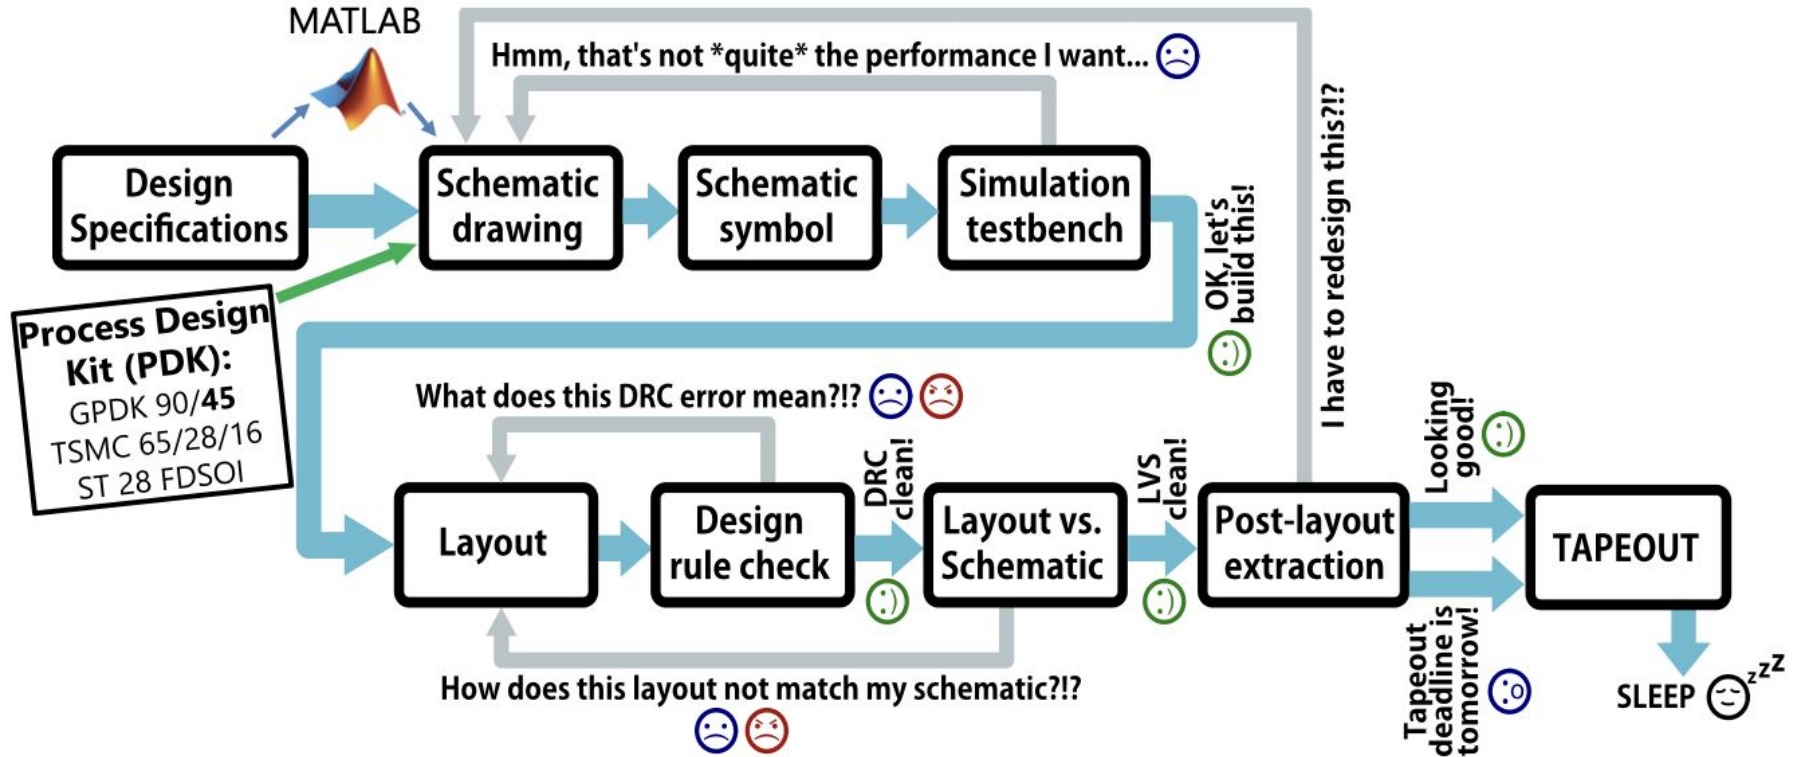 MATLAB
Hmm, that's not *quite* the performance I want...
Design
Specifications
Schematic
drawing
Schematic
symbol
Simulation
testbench
OK, let's
build this!
I have to redesign this?!?
Process Design
Kit (PDK):
GPDK 90/45
TSMC 65/28/16
ST 28 FDSOI
What does this DRC error mean?!?
Layout
Design
rule check
DRC
clean!
Layout vs.
Schematic
LVS
clean!
Post-layout
extraction
Looking
good!
Tapeout
deadline is
tomorrow!
TAPEOUT
How does this layout not match my schematic?!?
SLEEP
zzZ